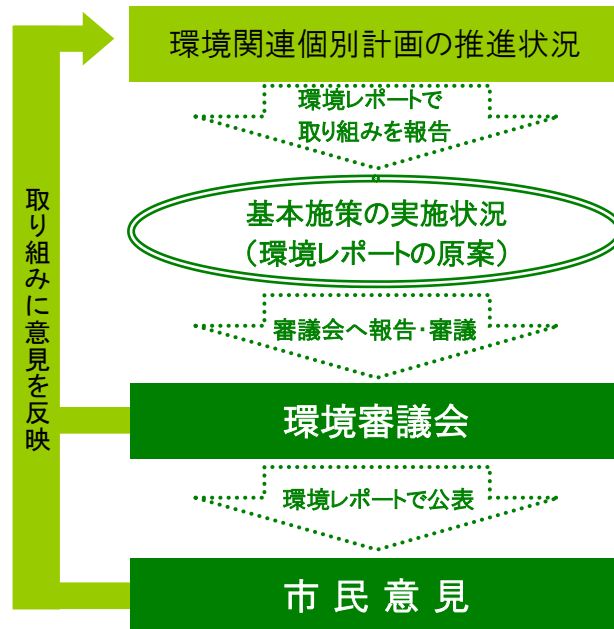 環境関連個別計画の推進状況
環境レポートで
取り組みを報告
基本施策の実施状況
（環境レポートの原案）
審議会へ報告・審議
環境審議会
環境レポートで公表
市民意見
取り組みに意見を反映